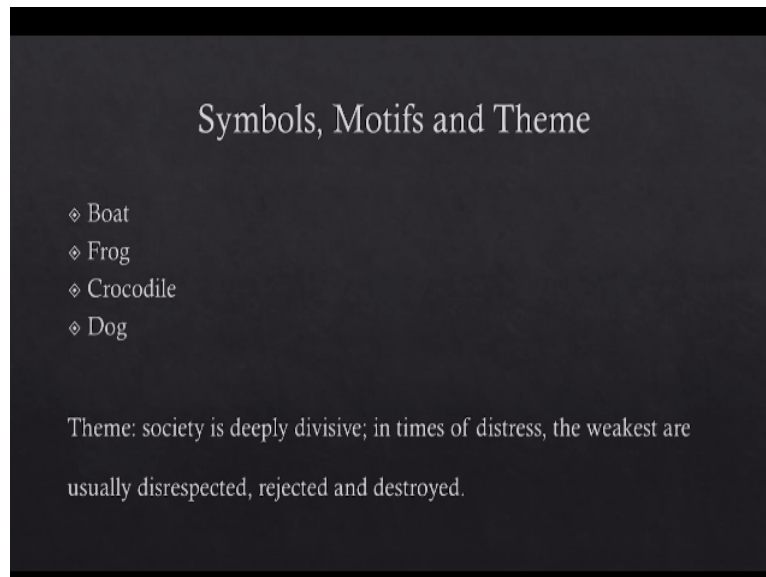 Symbols, Motifs and Theme
Boat
Frog
Crocodile
Dog
Theme: society is deeply divisive; in times of distress, the weakest are
usually disrespected, rejected and destroyed.